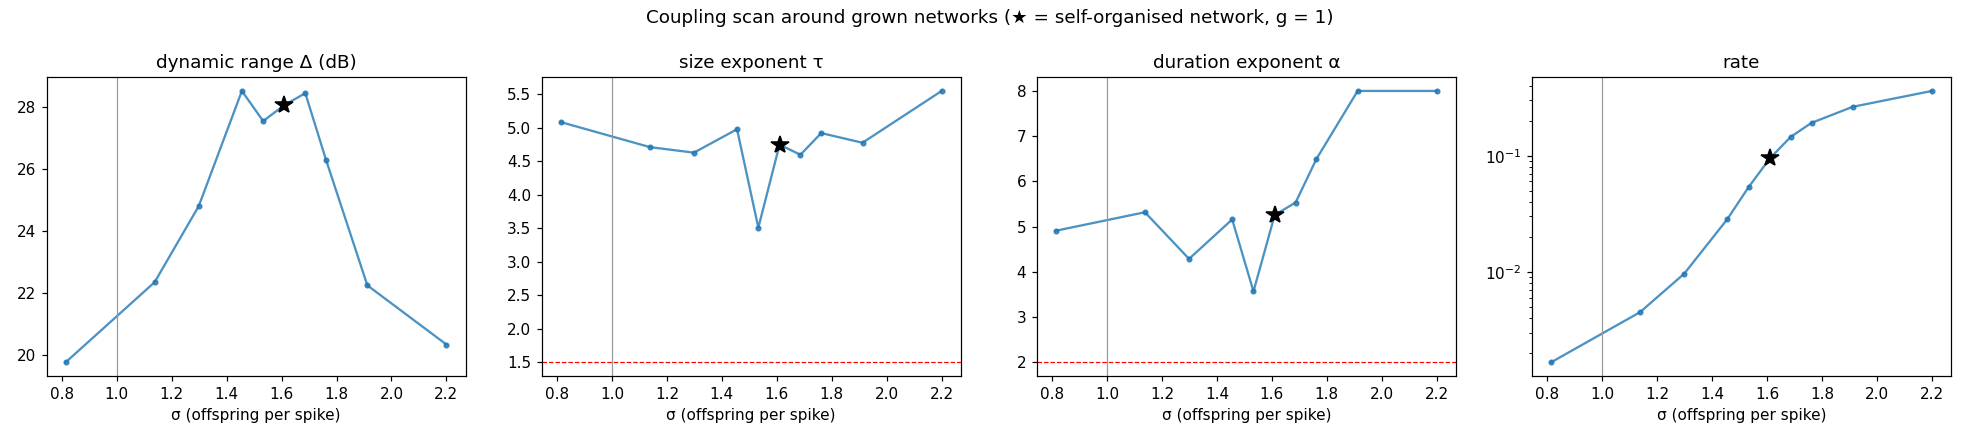 Coupling scan around grown networks (★ = self-organised network, g = 1)
dynamic range Δ (dB)
28
26
24
22
20
0.8 1.0 1.2 1.4 1.6 1.8 2.0 2.2
σ (offspring per spike)
size exponent τ
5.5
5.0
4.5
4.0
3.5
3.0
2.5
2.0
1.5
0.8 1.0 1.2 1.4 1.6 1.8 2.0 2.2
σ (offspring per spike)
duration exponent α
8
7
6
5
4
3
2
0.8 1.0 1.2 1.4 1.6 1.8 2.0 2.2
σ (offspring per spike)
rate
10⁻¹
10⁻²
0.8 1.0 1.2 1.4 1.6 1.8 2.0 2.2
σ (offspring per spike)